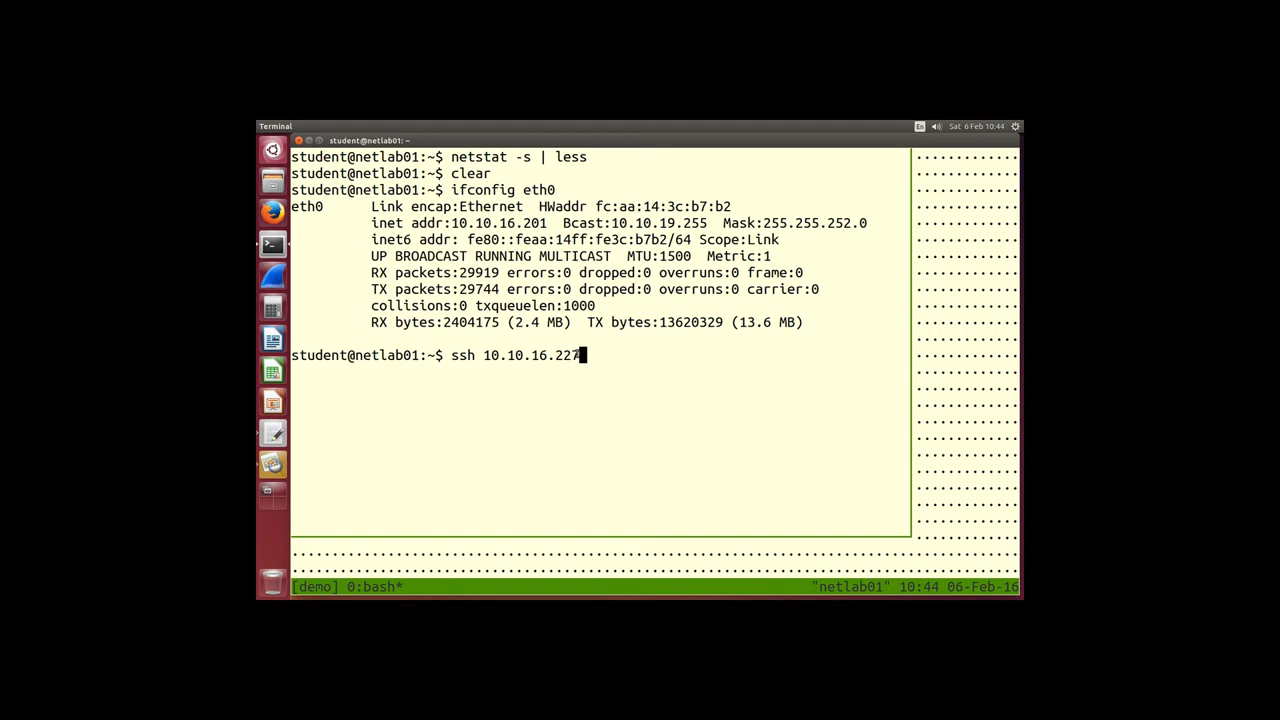 Terminal
En
Sat 6 Feb 10:44
student@netlab01: ~
student@netlab01:~$ netstat -s | less
student@netlab01:~$ clear
student@netlab01:~$ ifconfig eth0
eth0      Link encap:Ethernet  HWaddr fc:aa:14:3c:b7:b2
          inet addr:10.10.16.201  Bcast:10.10.19.255  Mask:255.255.252.0
          inet6 addr: fe80::feaa:14ff:fe3c:b7b2/64 Scope:Link
          UP BROADCAST RUNNING MULTICAST  MTU:1500  Metric:1
          RX packets:29919 errors:0 dropped:0 overruns:0 frame:0
          TX packets:29744 errors:0 dropped:0 overruns:0 carrier:0
          collisions:0 txqueuelen:1000
          RX bytes:2404175 (2.4 MB)  TX bytes:13620329 (13.6 MB)
student@netlab01:~$ ssh 10.10.16.227
[demo] 0:bash*
"netlab01" 10:44 06-Feb-16